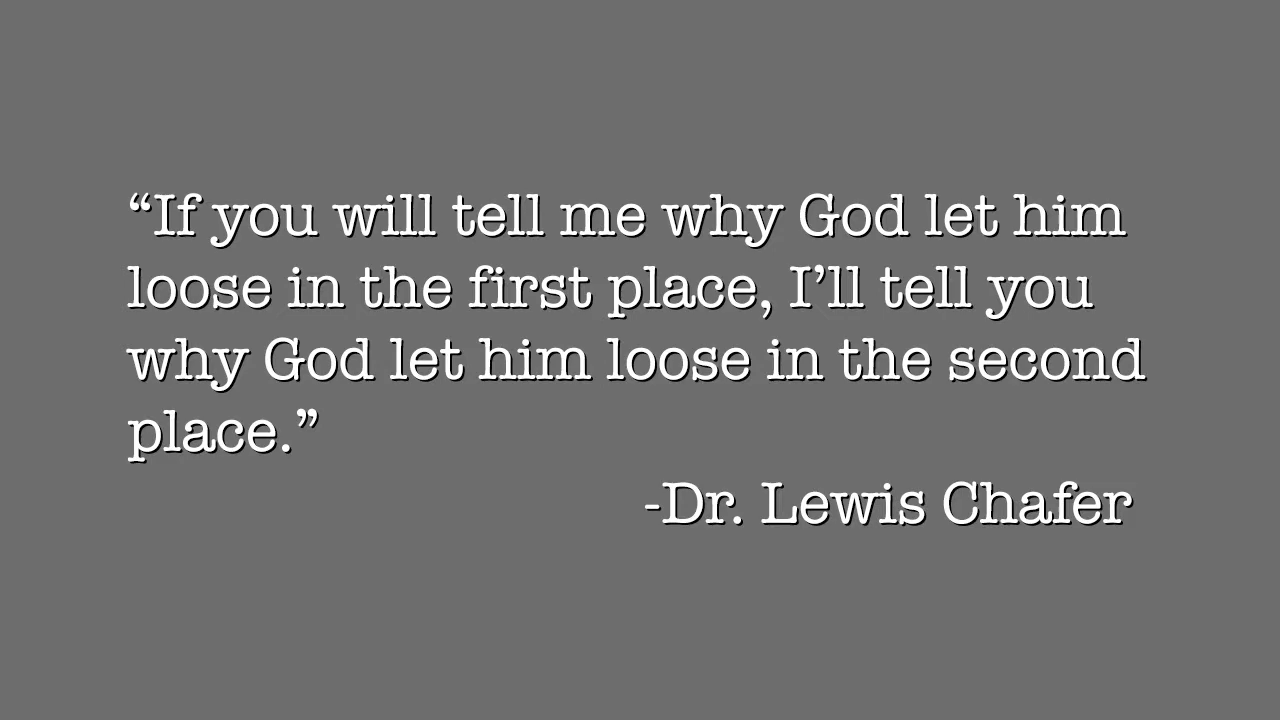 “If you will tell me why God let him
loose in the first place, I’ll tell you
why God let him loose in the second
place.”
-Dr. Lewis Chafer